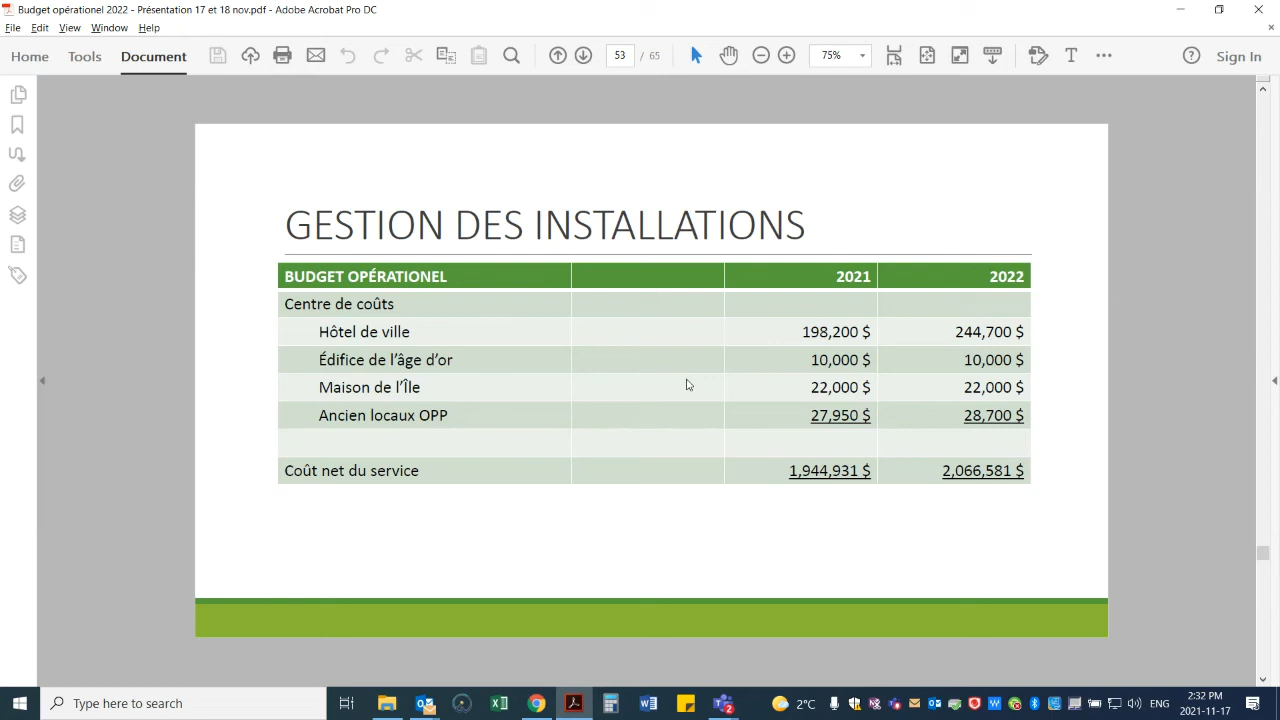 Budget opérationel 2022 - Présentation 17 et 18 nov.pdf - Adobe Acrobat Pro DC
File Edit View Window Help
Home Tools Document 53 / 65 75% Sign In
GESTION DES INSTALLATIONS
BUDGET OPÉRATIONEL 2021 2022
Centre de coûts
Hôtel de ville 198,200 $ 244,700 $
Édifice de l’âge d’or 10,000 $ 10,000 $
Maison de l’Île 22,000 $ 22,000 $
Ancien locaux OPP 27,950 $ 28,700 $
Coût net du service 1,944,931 $ 2,066,581 $
Type here to search 2°C ENG 2:32 PM
2021-11-17